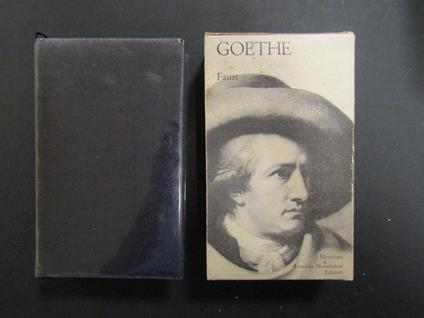 GOETHE
Faust
i Meridiani
Arnoldo Mondadori
Editore